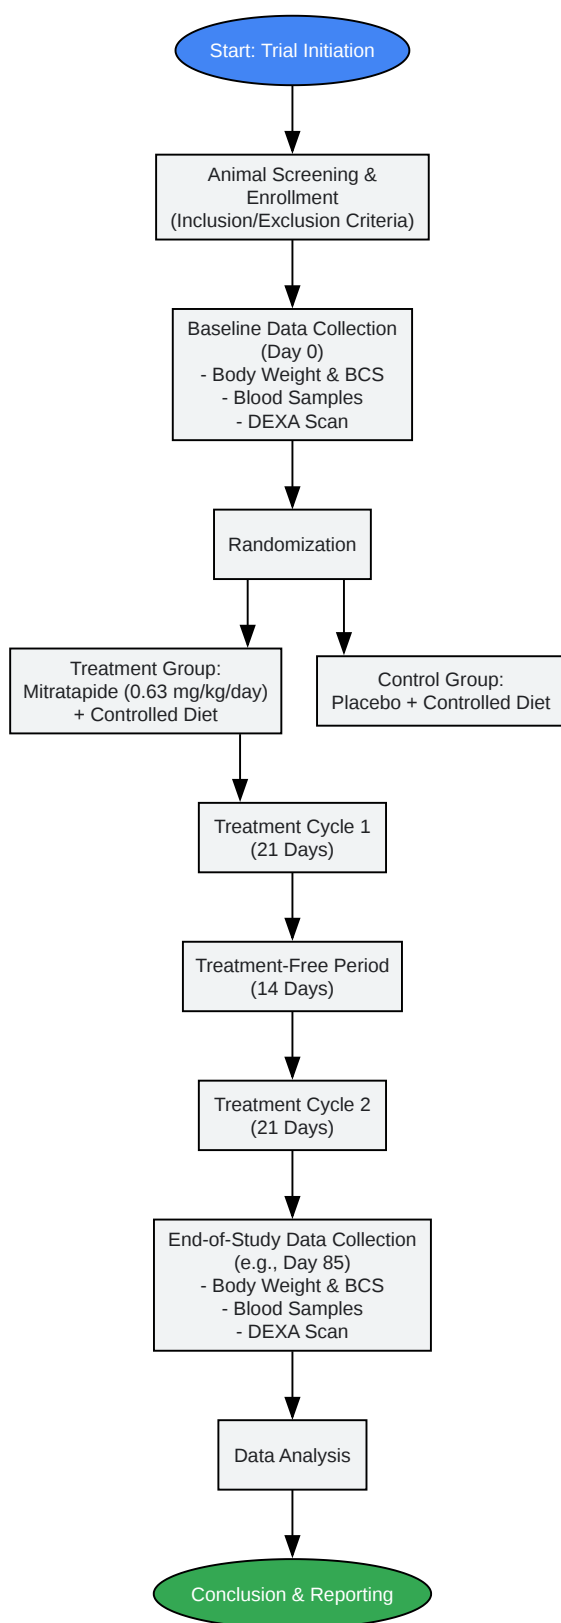 Start: Trial Initiation
Animal Screening &
Enrollment
(Inclusion/Exclusion Criteria)
Baseline Data Collection
(Day 0)
- Body Weight & BCS
- Blood Samples
- DEXA Scan
Randomization
Treatment Group:
Mitratapide (0.63 mg/kg/day)
+ Controlled Diet
Control Group:
Placebo + Controlled Diet
Treatment Cycle 1
(21 Days)
Treatment-Free Period
(14 Days)
Treatment Cycle 2
(21 Days)
End-of-Study Data Collection
(e.g., Day 85)
- Body Weight & BCS
- Blood Samples
- DEXA Scan
Data Analysis
Conclusion & Reporting